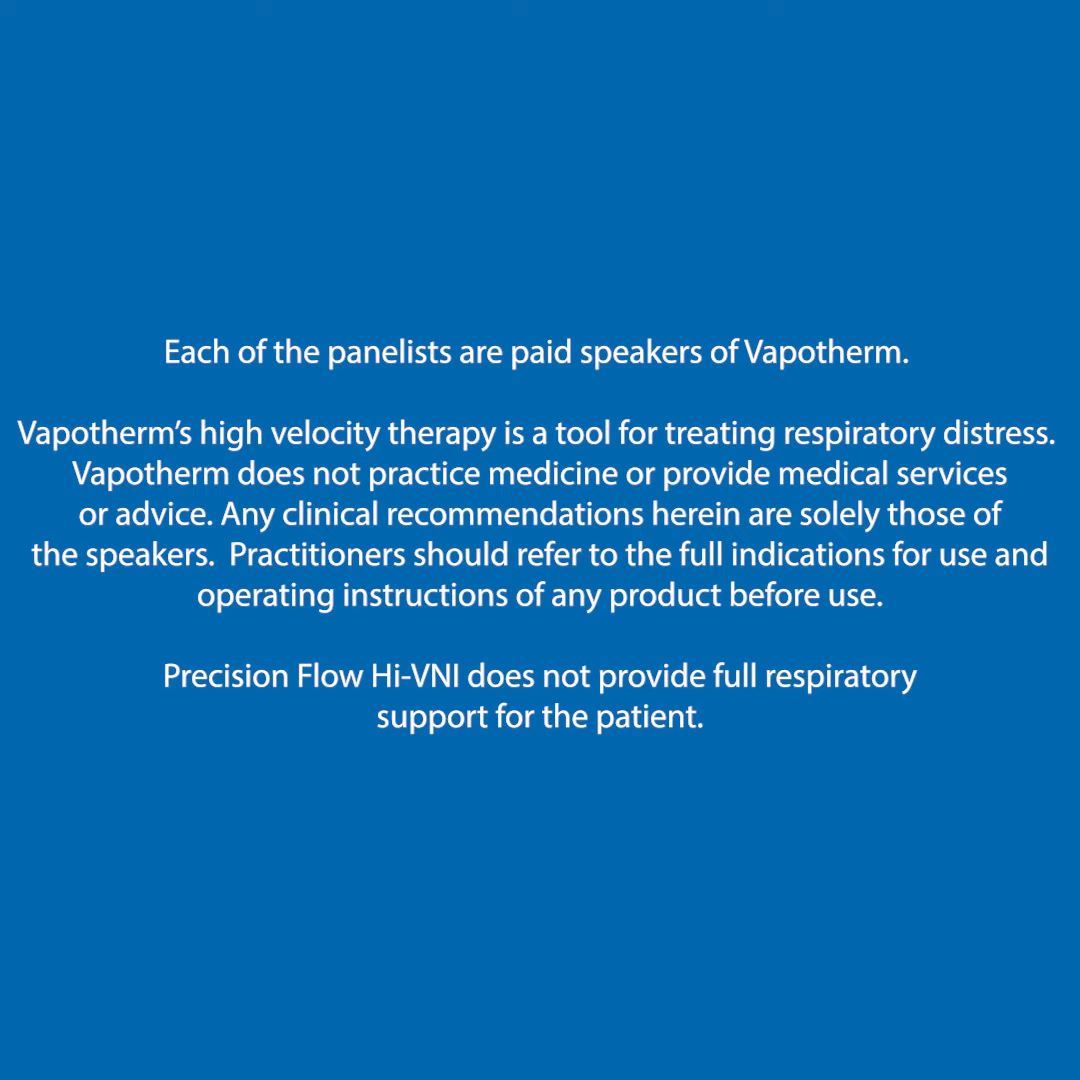 Each of the panelists are paid speakers of Vapotherm.
Vapotherm’s high velocity therapy is a tool for treating respiratory distress.
Vapotherm does not practice medicine or provide medical services
or advice. Any clinical recommendations herein are solely those of
the speakers.  Practitioners should refer to the full indications for use and
operating instructions of any product before use.
Precision Flow Hi-VNI does not provide full respiratory
support for the patient.